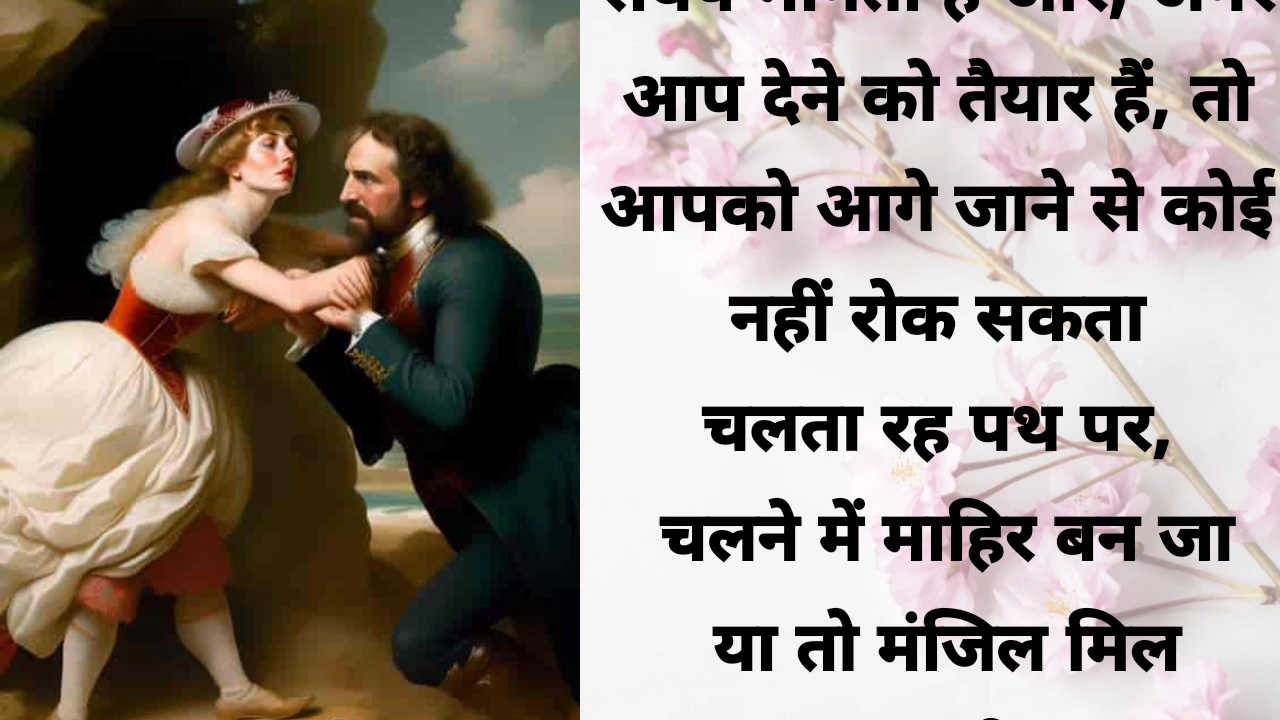 आप देने को तैयार हैं, तो
आपको आगे जाने से कोई
नहीं रोक सकता
चलता रह पथ पर,
चलने में माहिर बन जा
या तो मंजिल मिल